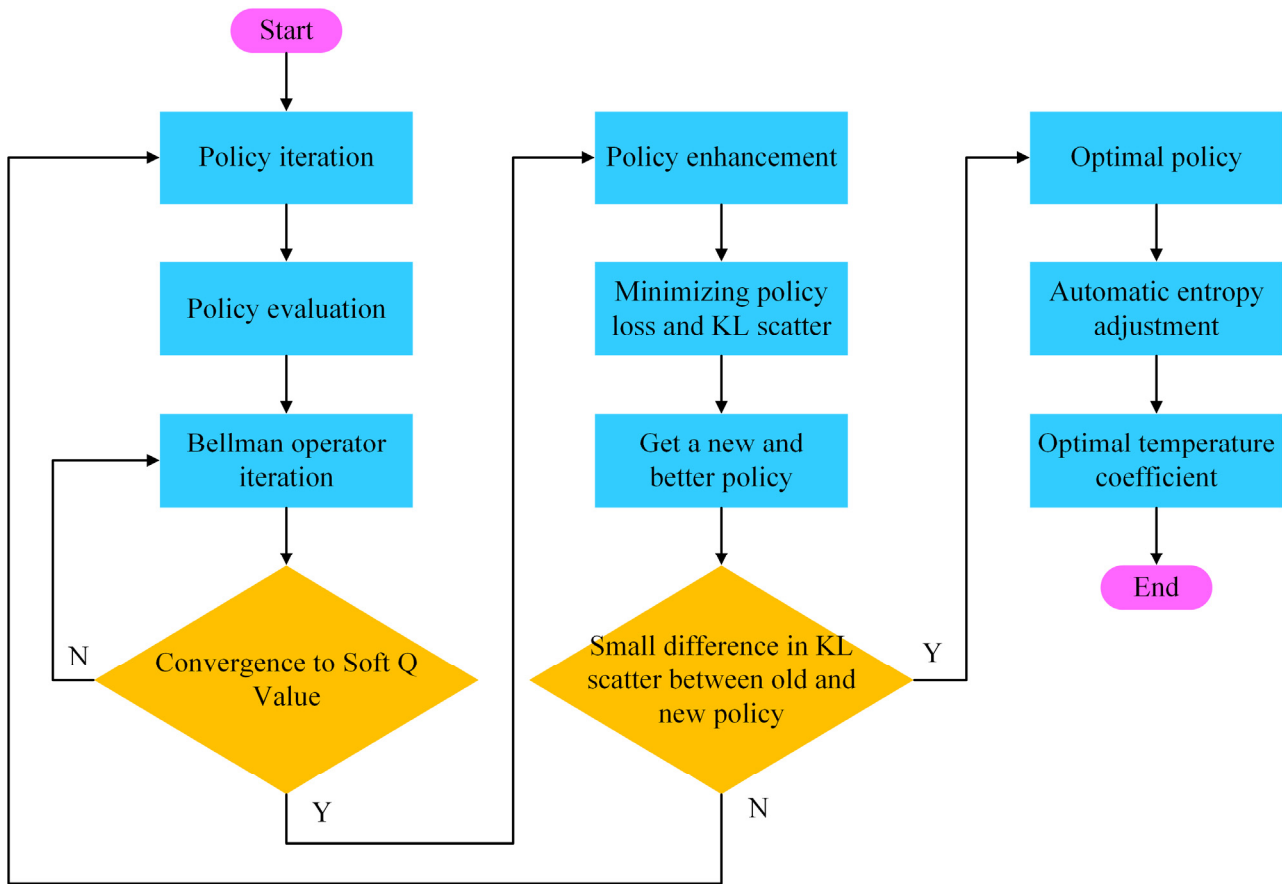 Start
Policy iteration
Policy evaluation
Bellman operator
iteration
Convergence to Soft Q
Value
N
Y
Policy enhancement
Minimizing policy
loss and KL scatter
Get a new and
better policy
Small difference in KL
scatter between old and
new policy
Y
N
Optimal policy
Automatic entropy
adjustment
Optimal temperature
coefficient
End